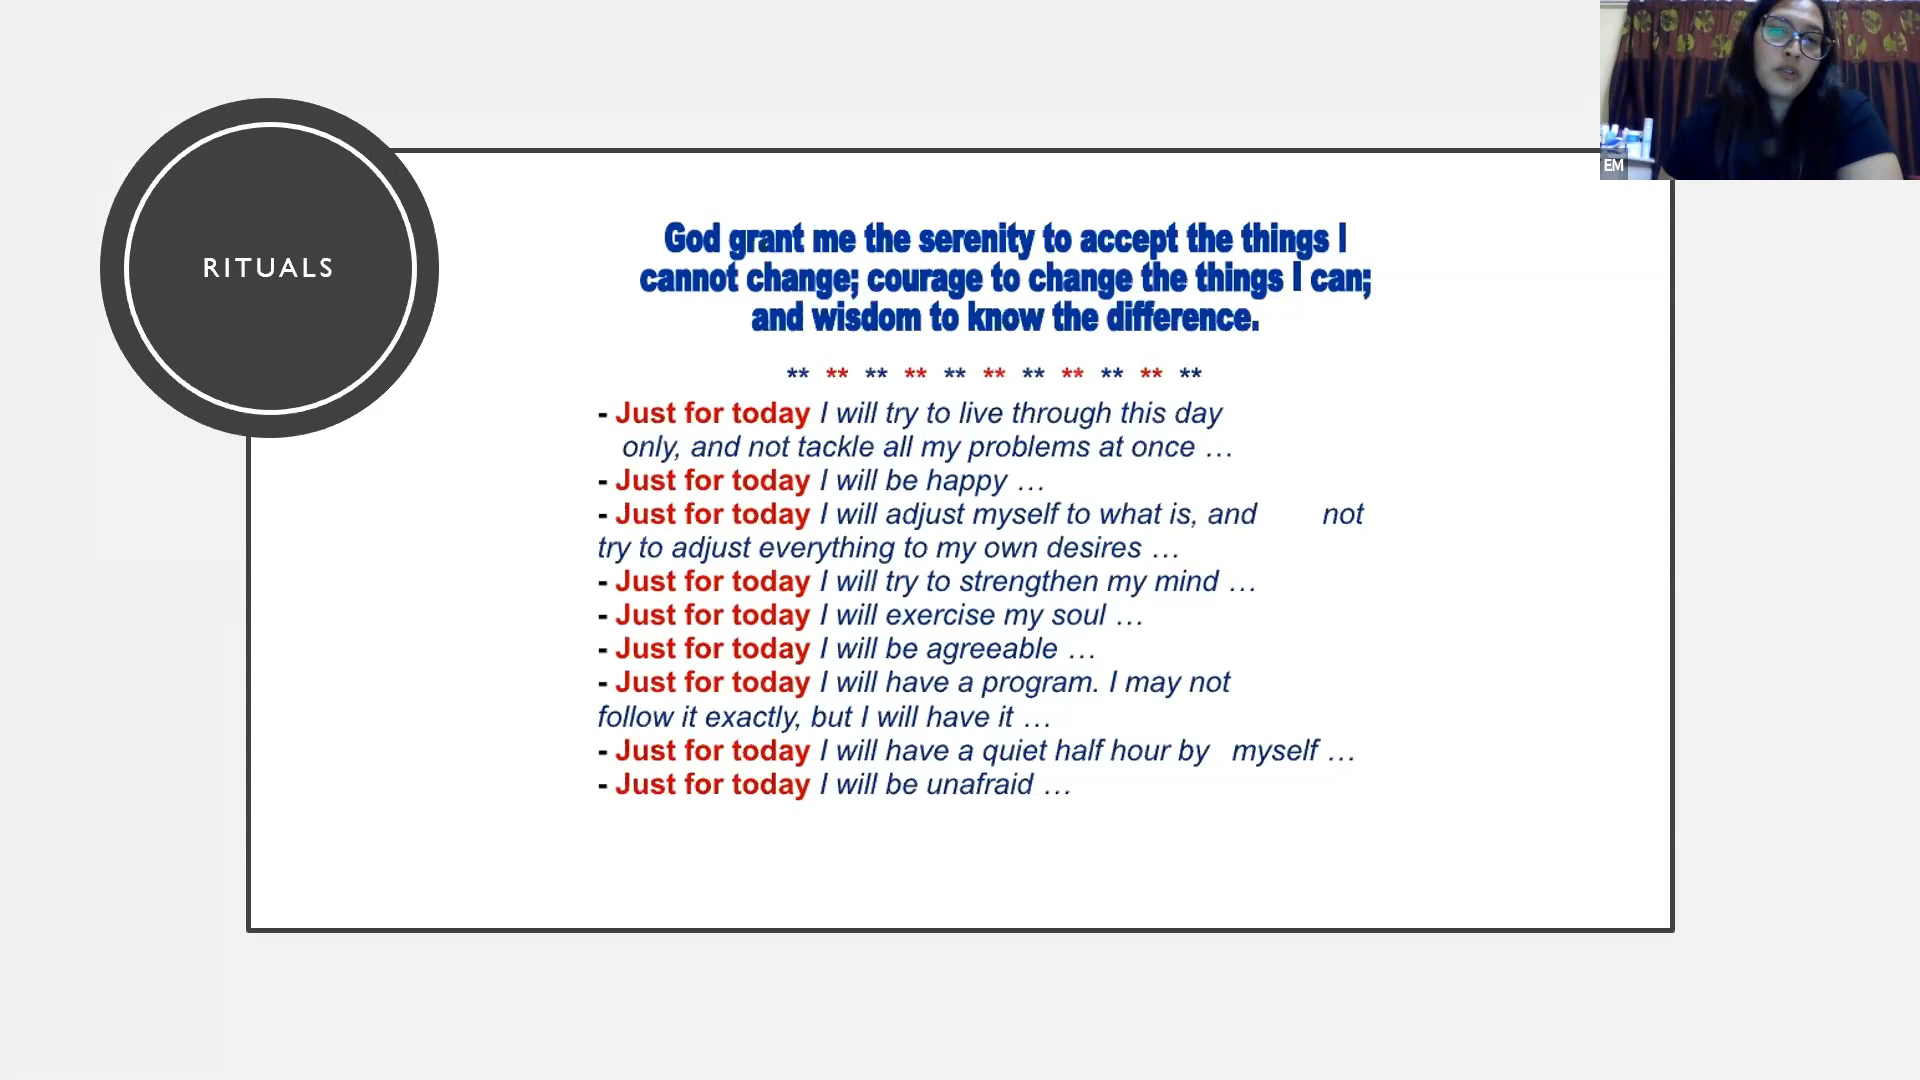 RITUALS
God grant me the serenity to accept the things I
cannot change; courage to change the things I can;
and wisdom to know the difference.
** ** ** ** ** ** ** ** ** ** **
- Just for today I will try to live through this day
only, and not tackle all my problems at once …
- Just for today I will be happy …
- Just for today I will adjust myself to what is, and not
try to adjust everything to my own desires …
- Just for today I will try to strengthen my mind …
- Just for today I will exercise my soul …
- Just for today I will be agreeable …
- Just for today I will have a program. I may not
follow it exactly, but I will have it …
- Just for today I will have a quiet half hour by myself …
- Just for today I will be unafraid …
EM